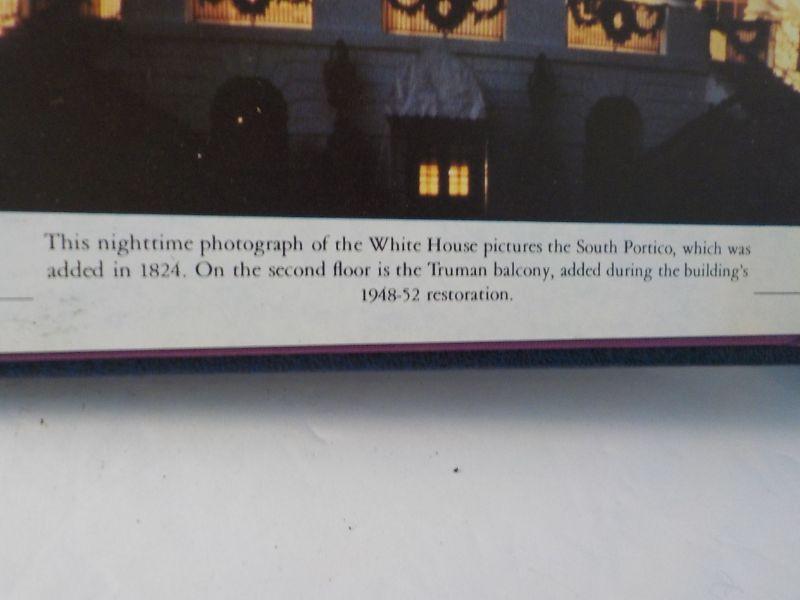 This nighttime photograph of the White House pictures the South Portico, which was
added in 1824. On the second floor is the Truman balcony, added during the building's
1948-52 restoration.